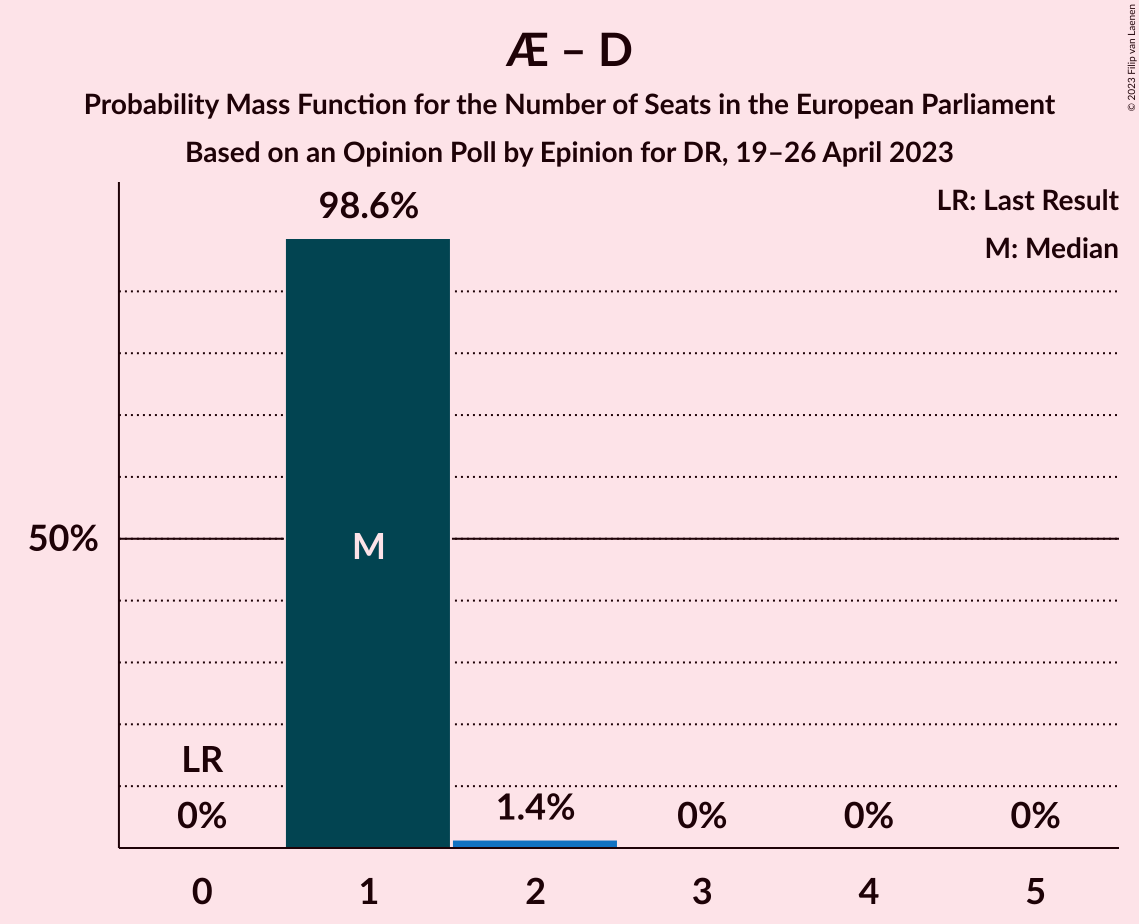 Æ – D
Probability Mass Function for the Number of Seats in the European Parliament
Based on an Opinion Poll by Epinion for DR, 19–26 April 2023
© 2023 Filip van Laenen
LR: Last Result
M: Median
98.6%
50%
M
LR
0%
1.4%
0%
0%
0%
0
1
2
3
4
5